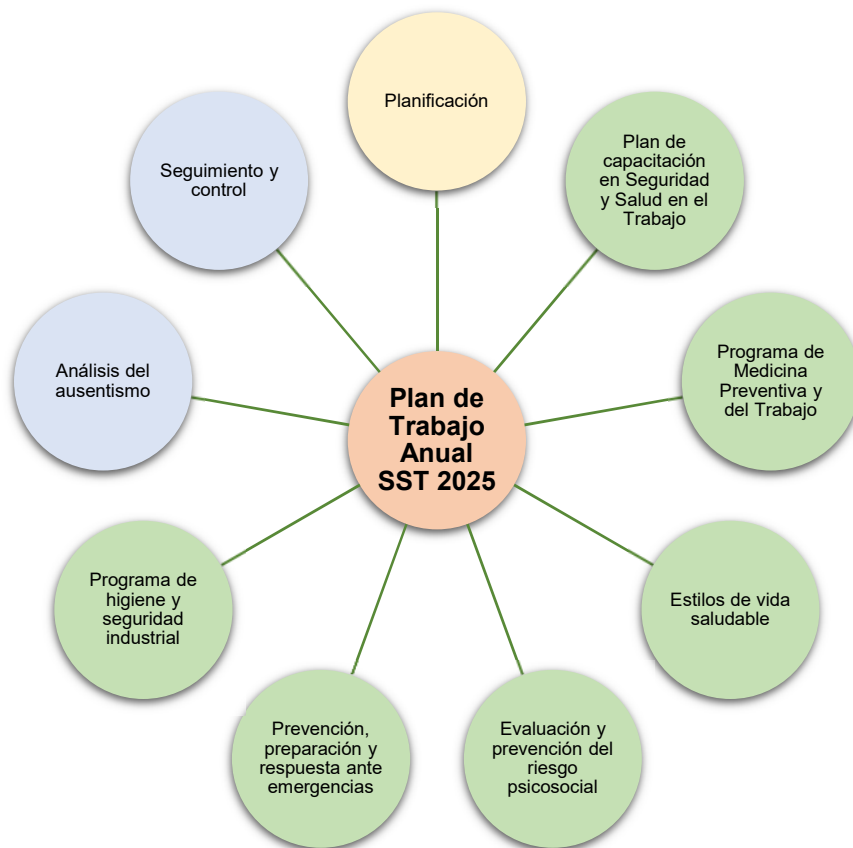 Planificación
Plan de
capacitación
en Seguridad
y Salud en el
Trabajo
Programa de
Medicina
Preventiva y
del Trabajo
Estilos de vida
saludable
Evaluación y
prevención del
riesgo
psicosocial
Prevención,
preparación y
respuesta ante
emergencias
Programa de
higiene y
seguridad
industrial
Análisis del
ausentismo
Seguimiento y
control
Plan de
Trabajo
Anual
SST 2025